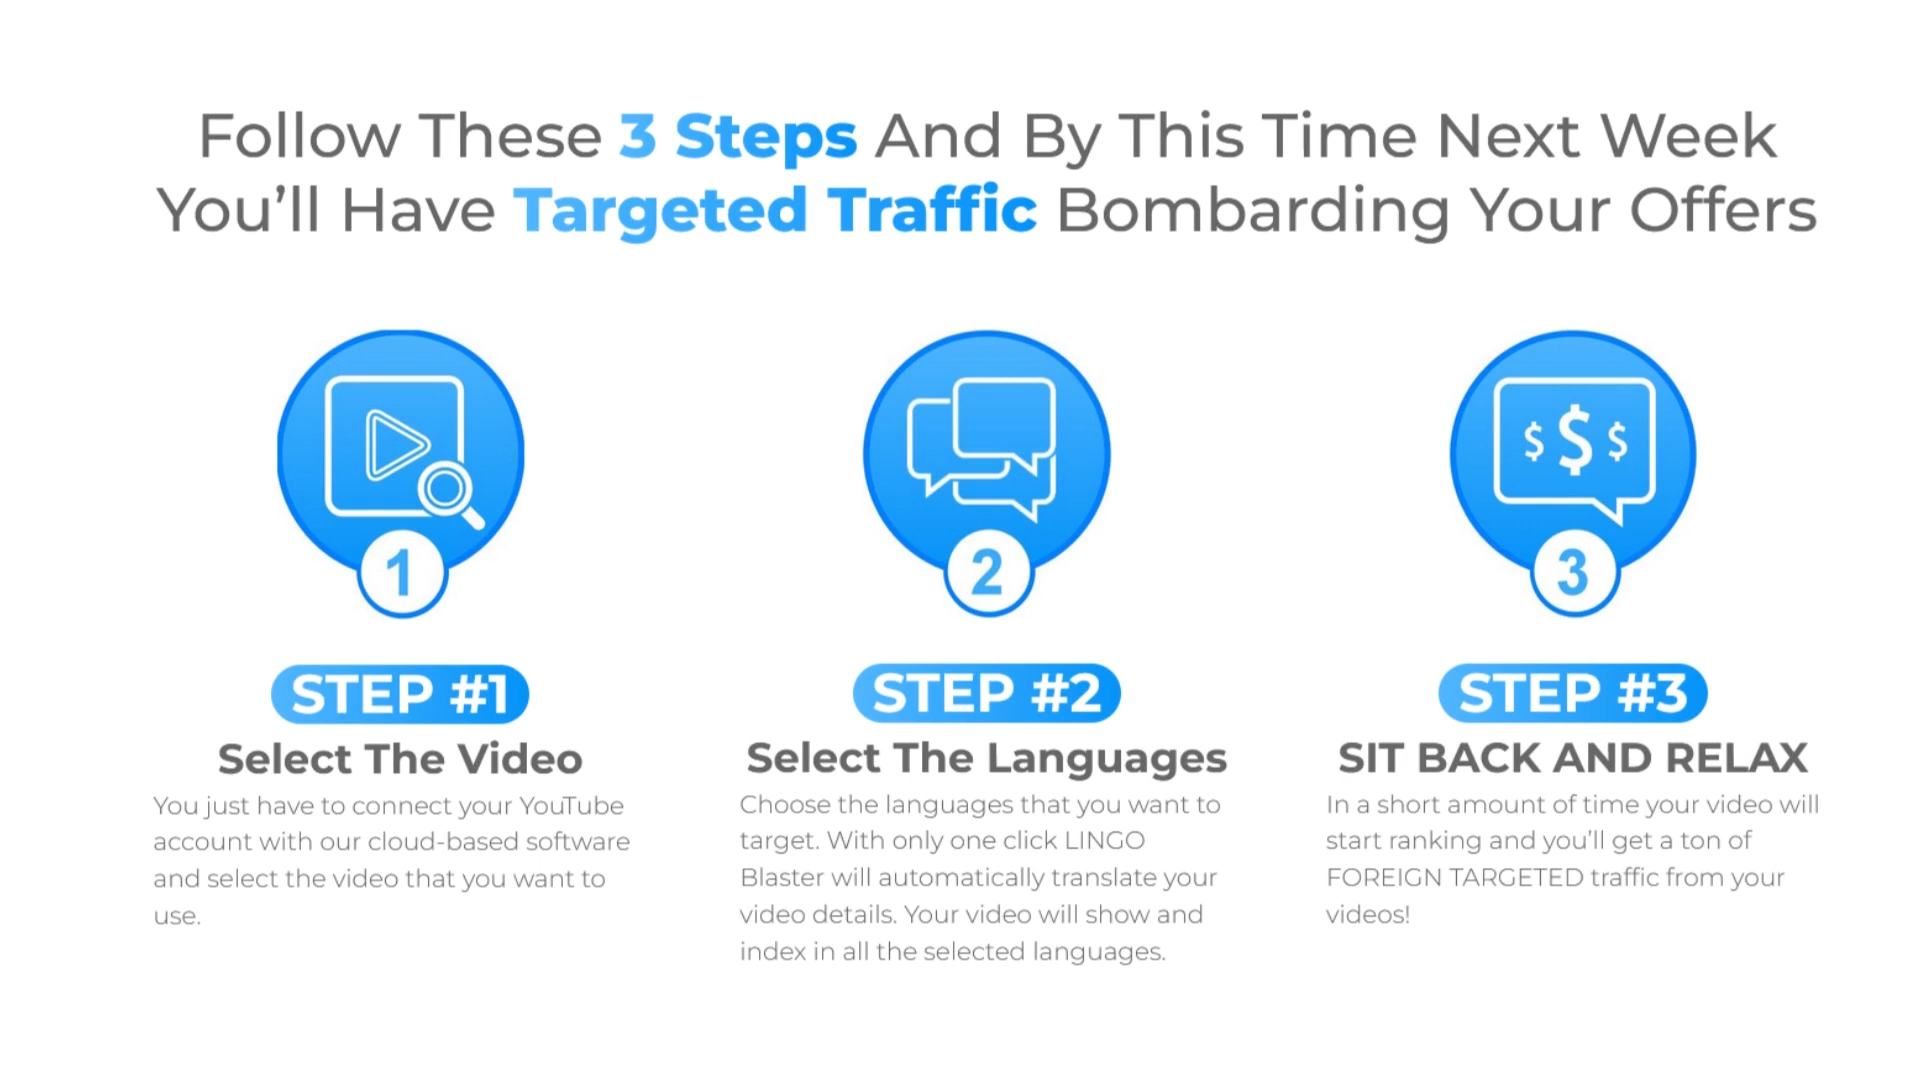 Follow These 3 Steps And By This Time Next Week
You’ll Have Targeted Traffic Bombarding Your Offers
1
STEP #1
Select The Video
You just have to connect your YouTube
account with our cloud-based software
and select the video that you want to
use.
2
STEP #2
Select The Languages
Choose the languages that you want to
target. With only one click LINGO
Blaster will automatically translate your
video details. Your video will show and
index in all the selected languages.
$ $ $
3
STEP #3
SIT BACK AND RELAX
In a short amount of time your video will
start ranking and you’ll get a ton of
FOREIGN TARGETED traffic from your
videos!